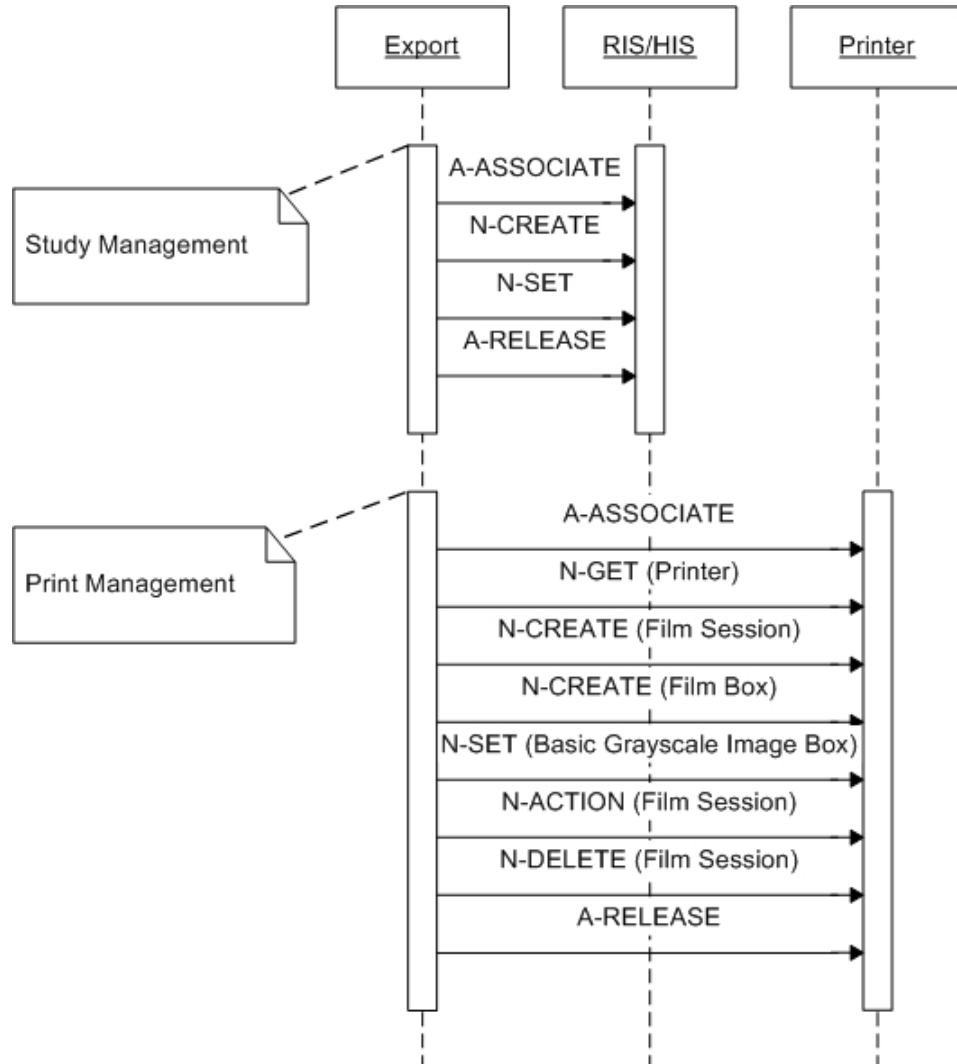 Export
RIS/HIS
Printer
A-ASSOCIATE
N-CREATE
Study Management
N-SET
A-RELEASE
A-ASSOCIATE
N-GET (Printer)
Print Management
N-CREATE (Film Session)
N-CREATE (Film Box)
N-SET (Basic Grayscale Image Box)
N-ACTION (Film Session)
N-DELETE (Film Session)
A-RELEASE